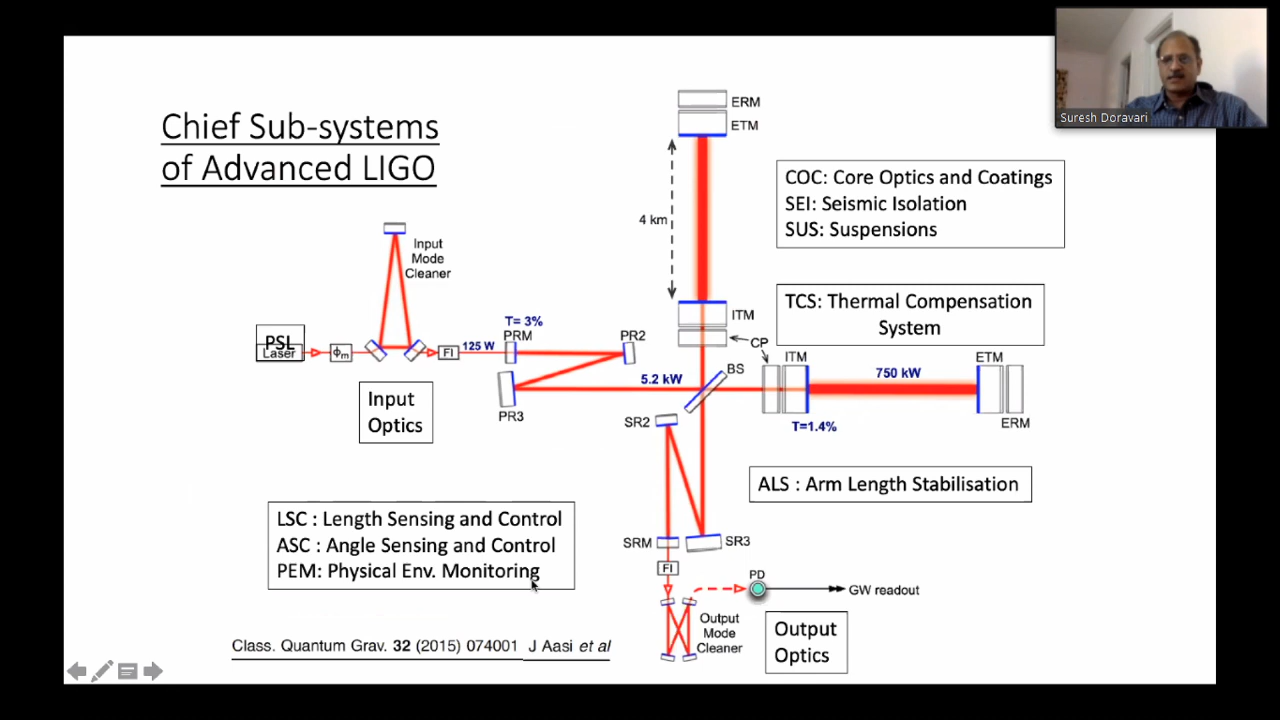 Suresh Doravari
Chief Sub-systems
of Advanced LIGO
ERM
ETM
4 km
COC: Core Optics and Coatings
SEI: Seismic Isolation
SUS: Suspensions
Input
Mode
Cleaner
TCS: Thermal Compensation
System
ITM
CP
T= 3%
PRM
PR2
PSL
Laser
ϕm
FI
125 W
BS
ITM
ETM
750 kW
5.2 kW
Input
Optics
PR3
SR2
T=1.4%
ERM
ALS : Arm Length Stabilisation
LSC : Length Sensing and Control
ASC : Angle Sensing and Control
PEM: Physical Env. Monitoring
SRM
SR3
FI
PD
GW readout
Output
Mode
Cleaner
Output
Optics
Class. Quantum Grav. 32 (2015) 074001 J Aasi et al